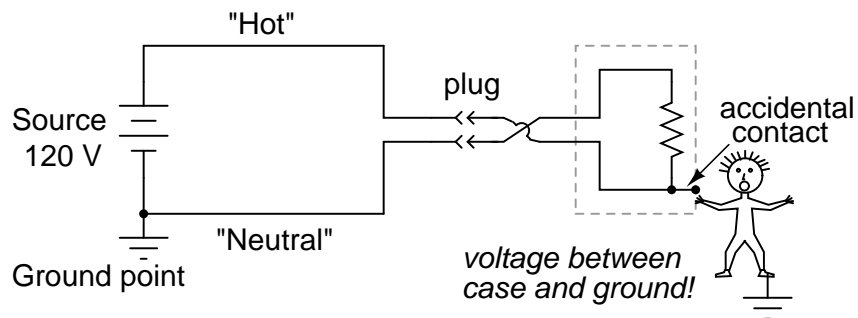 "Hot"
plug
Source
120 V
accidental
contact
"Neutral"
Ground point
voltage between
case and ground!